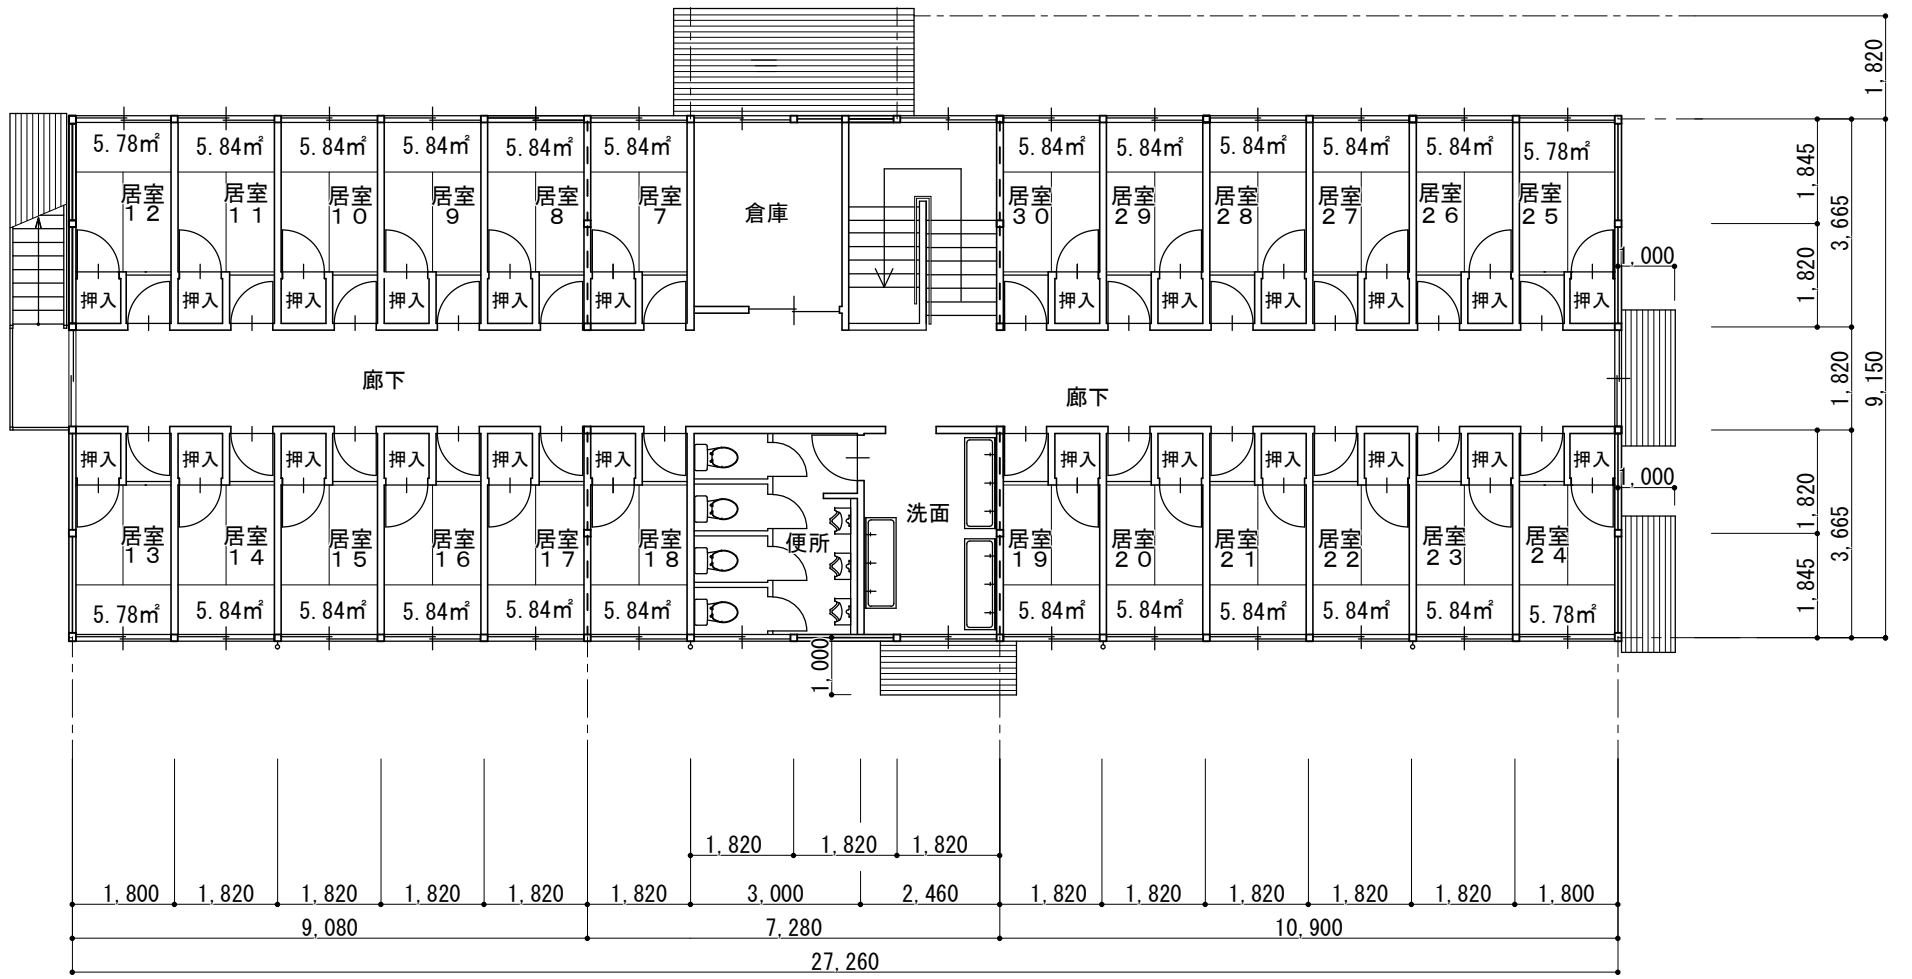 1,820
5.78㎡ 5.84㎡ 5.84㎡ 5.84㎡ 5.84㎡ 5.84㎡ 5.84㎡ 5.84㎡ 5.84㎡ 5.84㎡ 5.84㎡ 5.78㎡
居室 居室 居室 居室 居室 居室 倉庫 居室 居室 居室 居室 居室 居室
１２ １１ １０ ９ ８ ７ ３０ ２９ ２８ ２７ ２６ ２５
1,845
3,665
1,000
1,820
押入 押入 押入 押入 押入 押入 押入 押入 押入 押入 押入 押入
廊下 廊下
1,820
9,150
押入 押入 押入 押入 押入 押入 押入 押入 押入 押入 押入 押入
1,000
1,820
3,665
洗面
便所
居室 居室 居室 居室 居室 居室 居室 居室 居室 居室 居室 居室
１３ １４ １５ １６ １７ １８ １９ ２０ ２１ ２２ ２３ ２４
1,845
5.78㎡ 5.84㎡ 5.84㎡ 5.84㎡ 5.84㎡ 5.84㎡ 5.84㎡ 5.84㎡ 5.84㎡ 5.84㎡ 5.84㎡ 5.78㎡
1,000
1,820 1,820 1,820
1,800 1,820 1,820 1,820 1,820 1,820 3,000 2,460 1,820 1,820 1,820 1,820 1,820 1,800
9,080 7,280 10,900
27,260